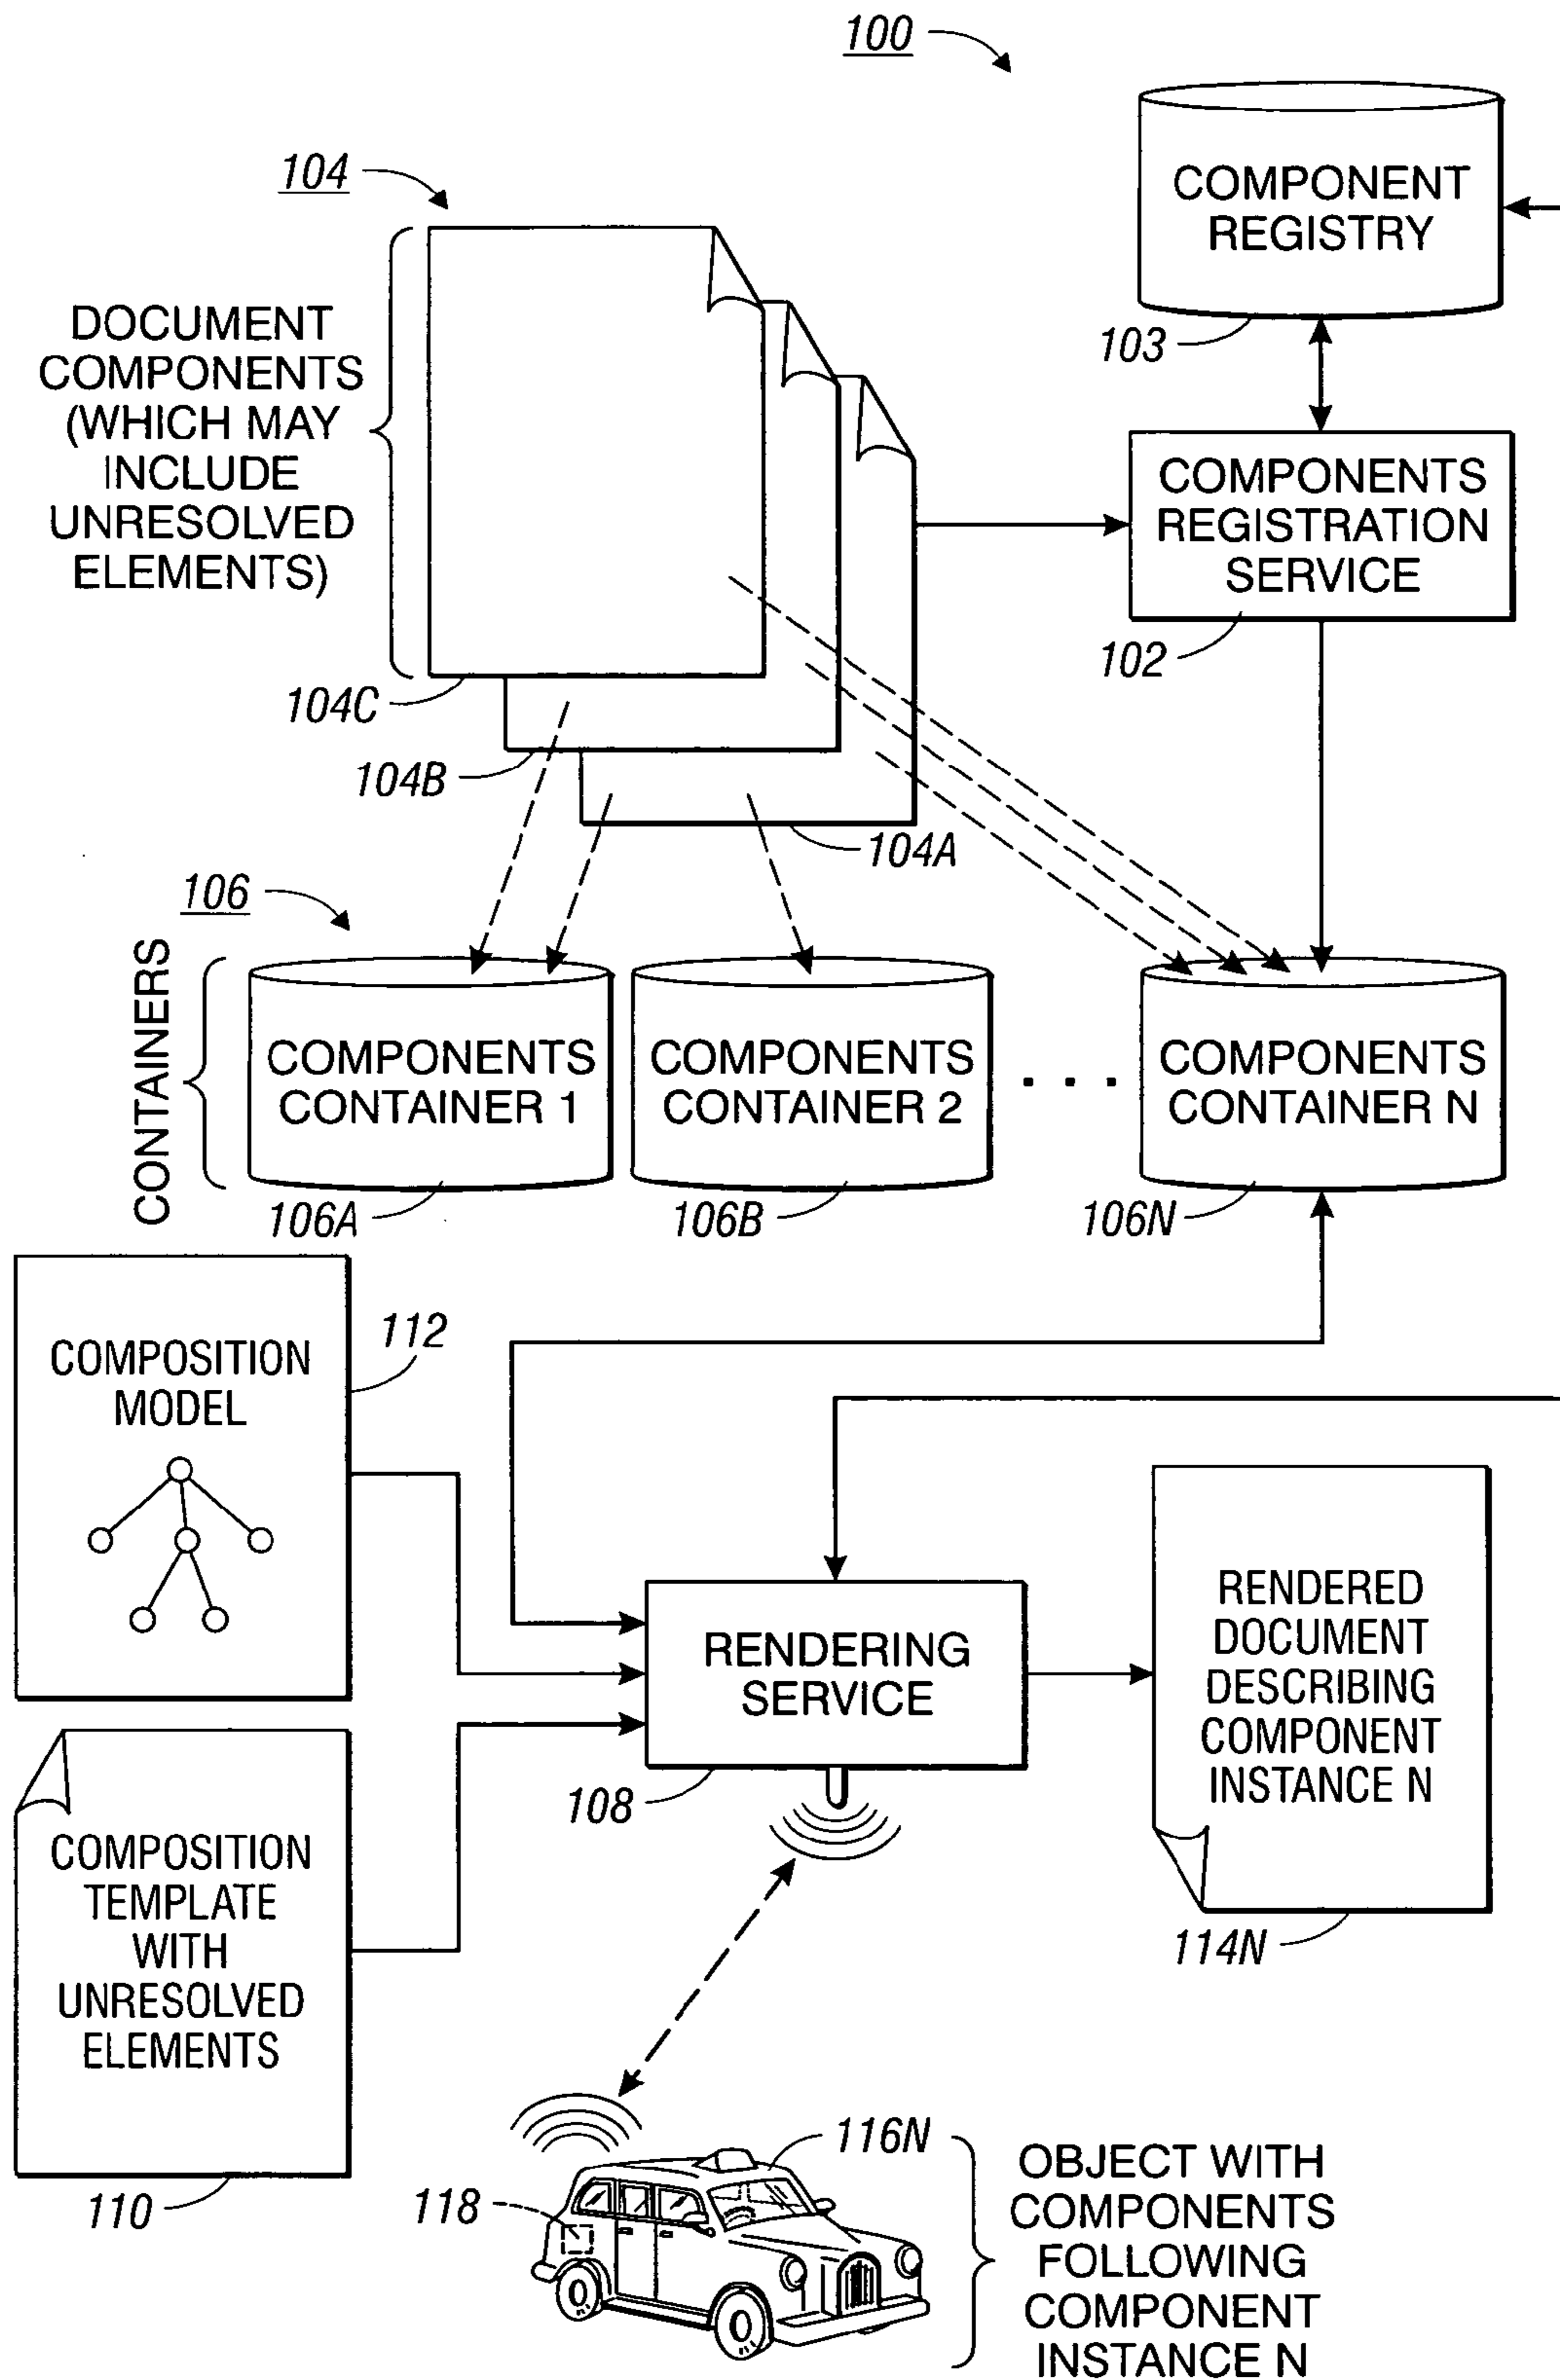 100
COMPONENT
REGISTRY
103
104
DOCUMENT
COMPONENTS
(WHICH MAY
INCLUDE
UNRESOLVED
ELEMENTS)
COMPONENTS
REGISTRATION
SERVICE
102
104C
104B
104A
106
CONTAINERS
COMPONENTS
CONTAINER 1
COMPONENTS
CONTAINER 2
. . .
COMPONENTS
CONTAINER N
106A
106B
106N
COMPOSITION
MODEL
112
RENDERING
SERVICE
108
RENDERED
DOCUMENT
DESCRIBING
COMPONENT
INSTANCE N
114N
COMPOSITION
TEMPLATE
WITH
UNRESOLVED
ELEMENTS
110
118
116N
OBJECT WITH
COMPONENTS
FOLLOWING
COMPONENT
INSTANCE N